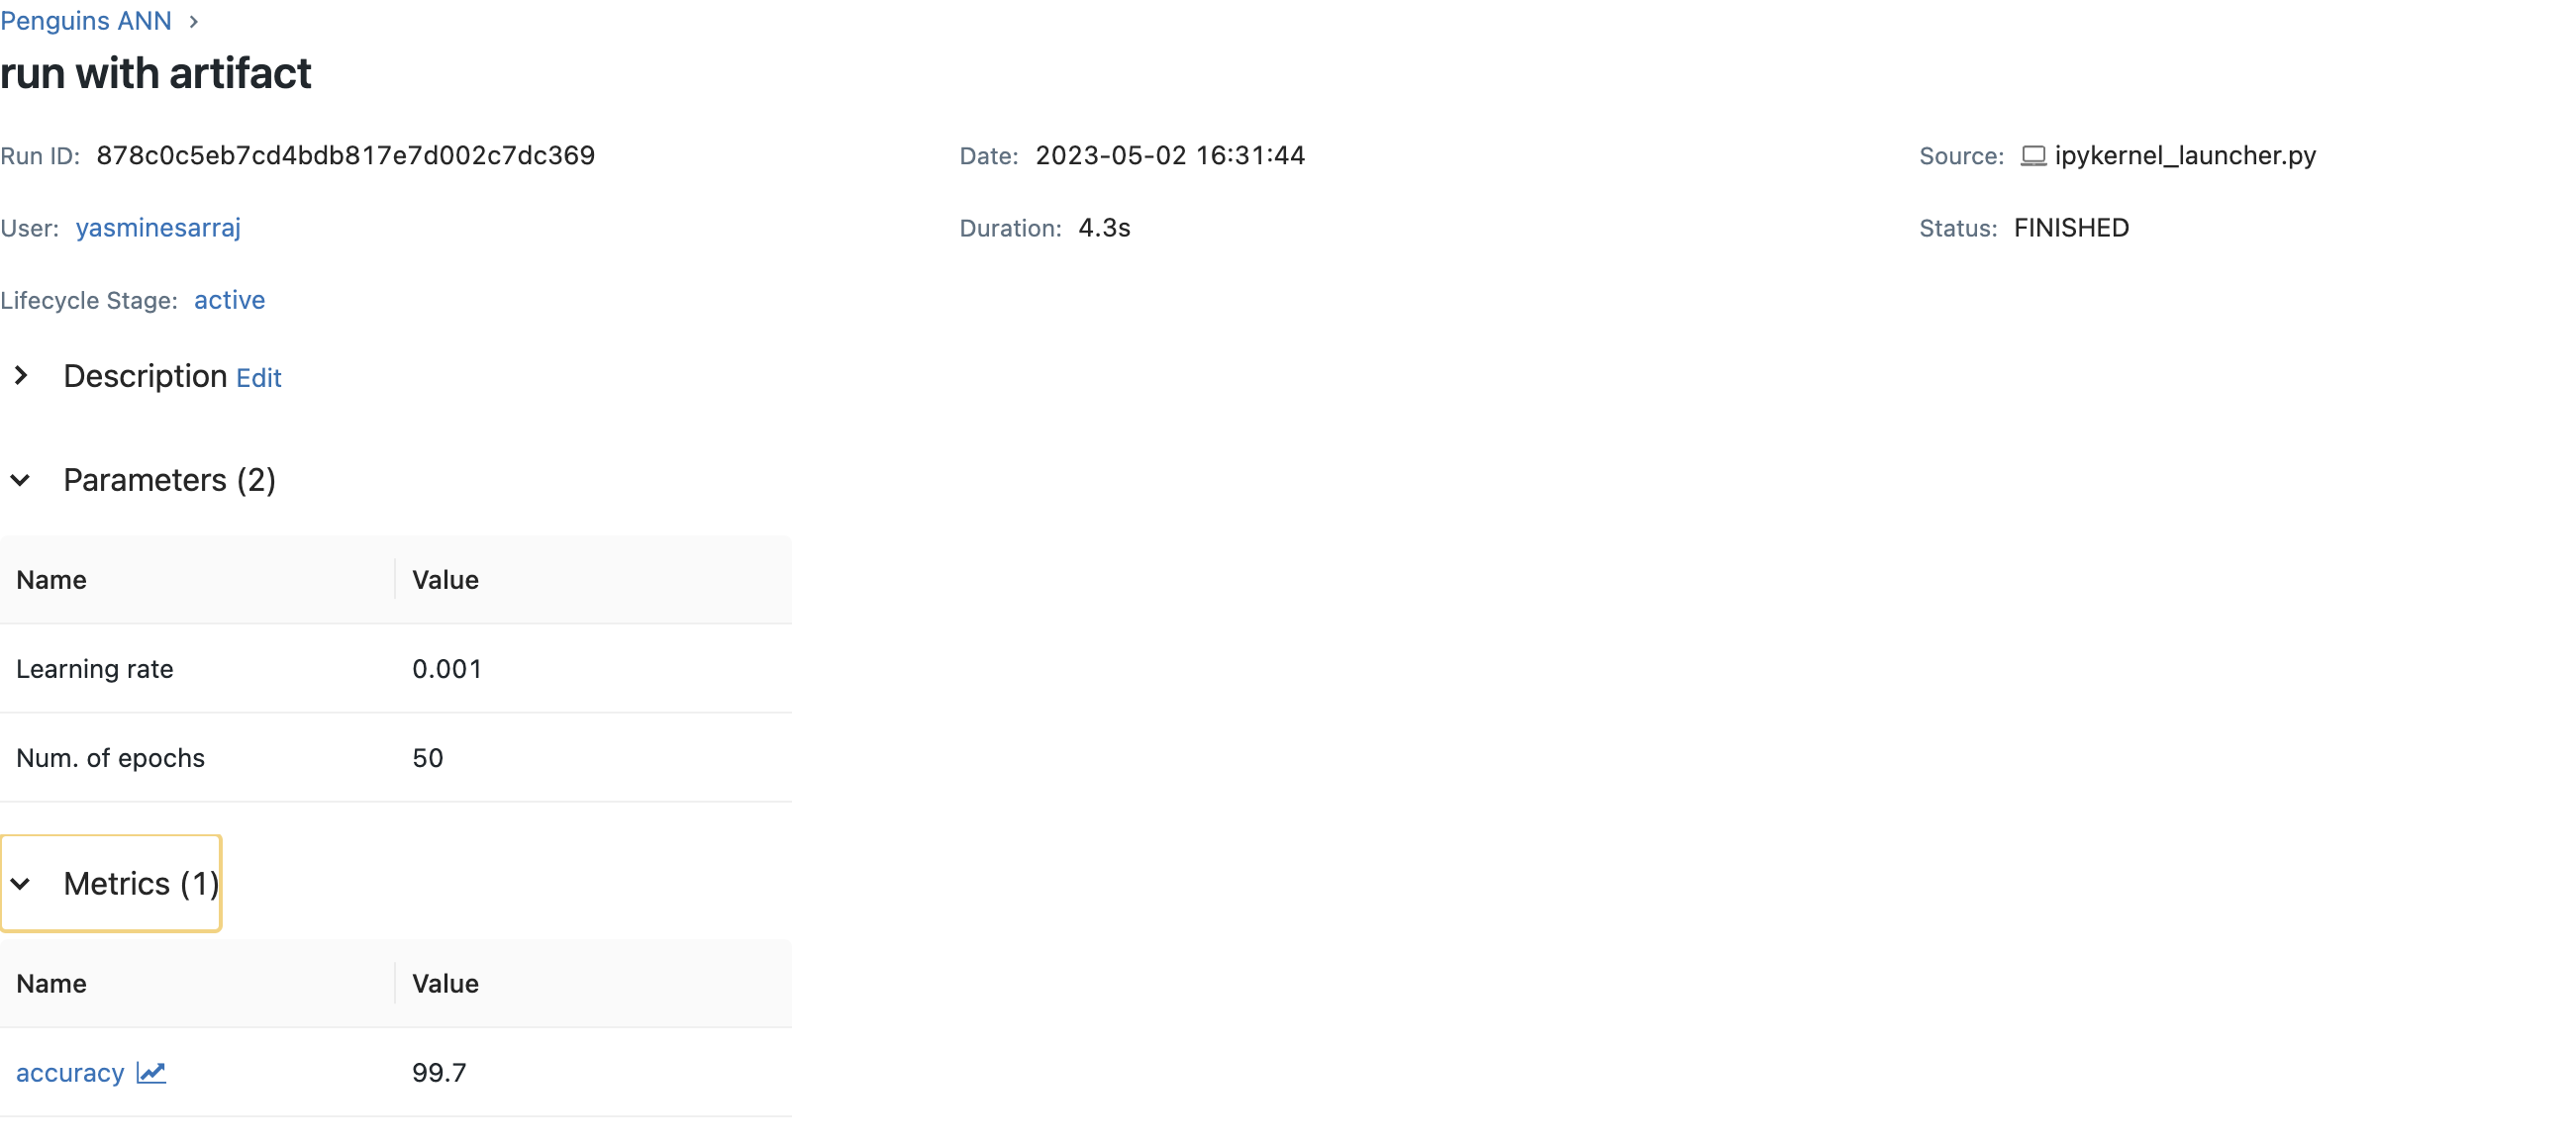 Penguins ANN
run with artifact
Run ID: 878c0c5eb7cd4bdb817e7d002c7dc369 Date: 2023-05-02 16:31:44 Source: ipykernel_launcher.py
User: yasminesarraj Duration: 4.3s Status: FINISHED
Lifecycle Stage: active
Description Edit
Parameters (2)
Name Value
Learning rate 0.001
Num. of epochs 50
Metrics (1)
Name Value
accuracy 99.7